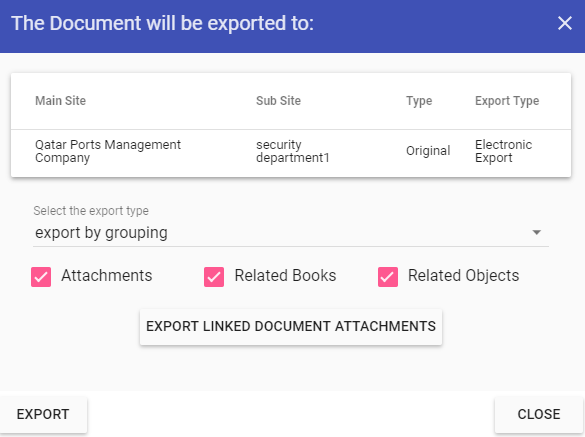 The Document will be exported to:
Main Site Sub Site Type Export Type
Qatar Ports Management Company security department1 Original Electronic Export
Select the export type
export by grouping
Attachments Related Books Related Objects
EXPORT LINKED DOCUMENT ATTACHMENTS
EXPORT CLOSE